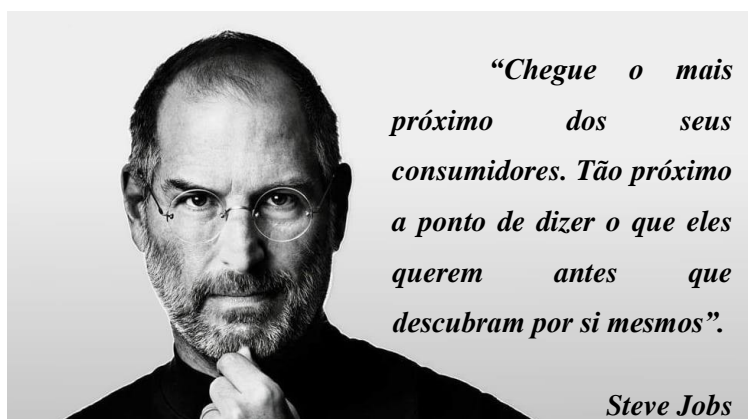 “Chegue o mais
próximo dos seus
consumidores. Tão próximo
a ponto de dizer o que eles
querem antes que
descubram por si mesmos”.
Steve Jobs